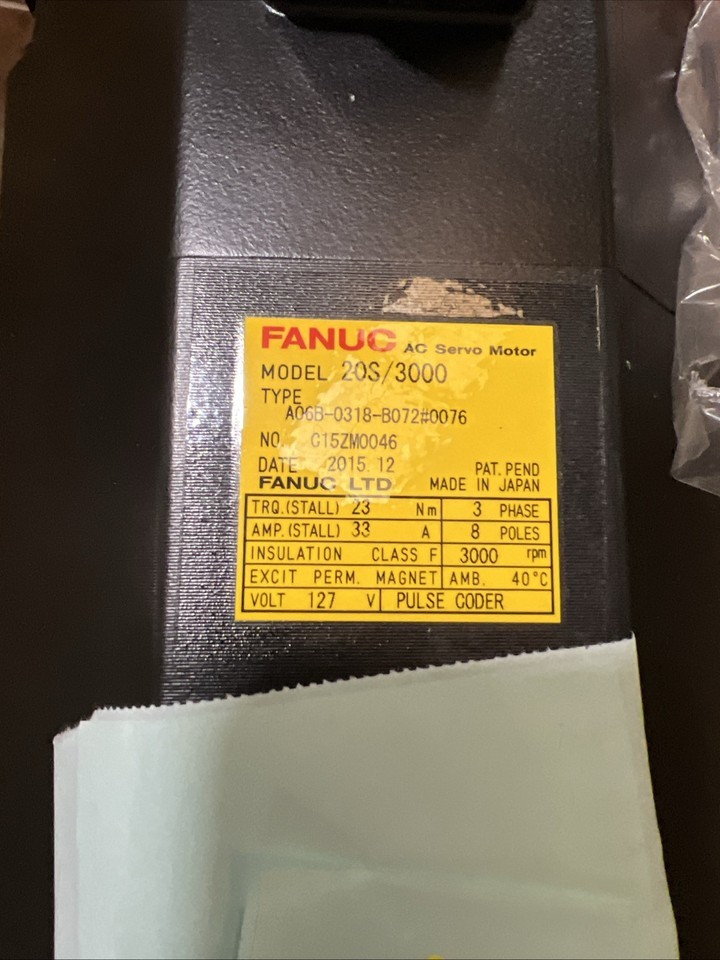 FANUC AC Servo Motor
MODEL 20S/3000
TYPE
A06B-0318-B072#0076
NO. C15ZM0046
DATE 2015.12 PAT. PEND
FANUC LTD MADE IN JAPAN
TRQ.(STALL) 23 Nm 3 PHASE
AMP.(STALL) 33 A 8 POLES
INSULATION CLASS F 3000 rpm
EXCIT PERM. MAGNET AMB. 40°C
VOLT 127 V PULSE CODER